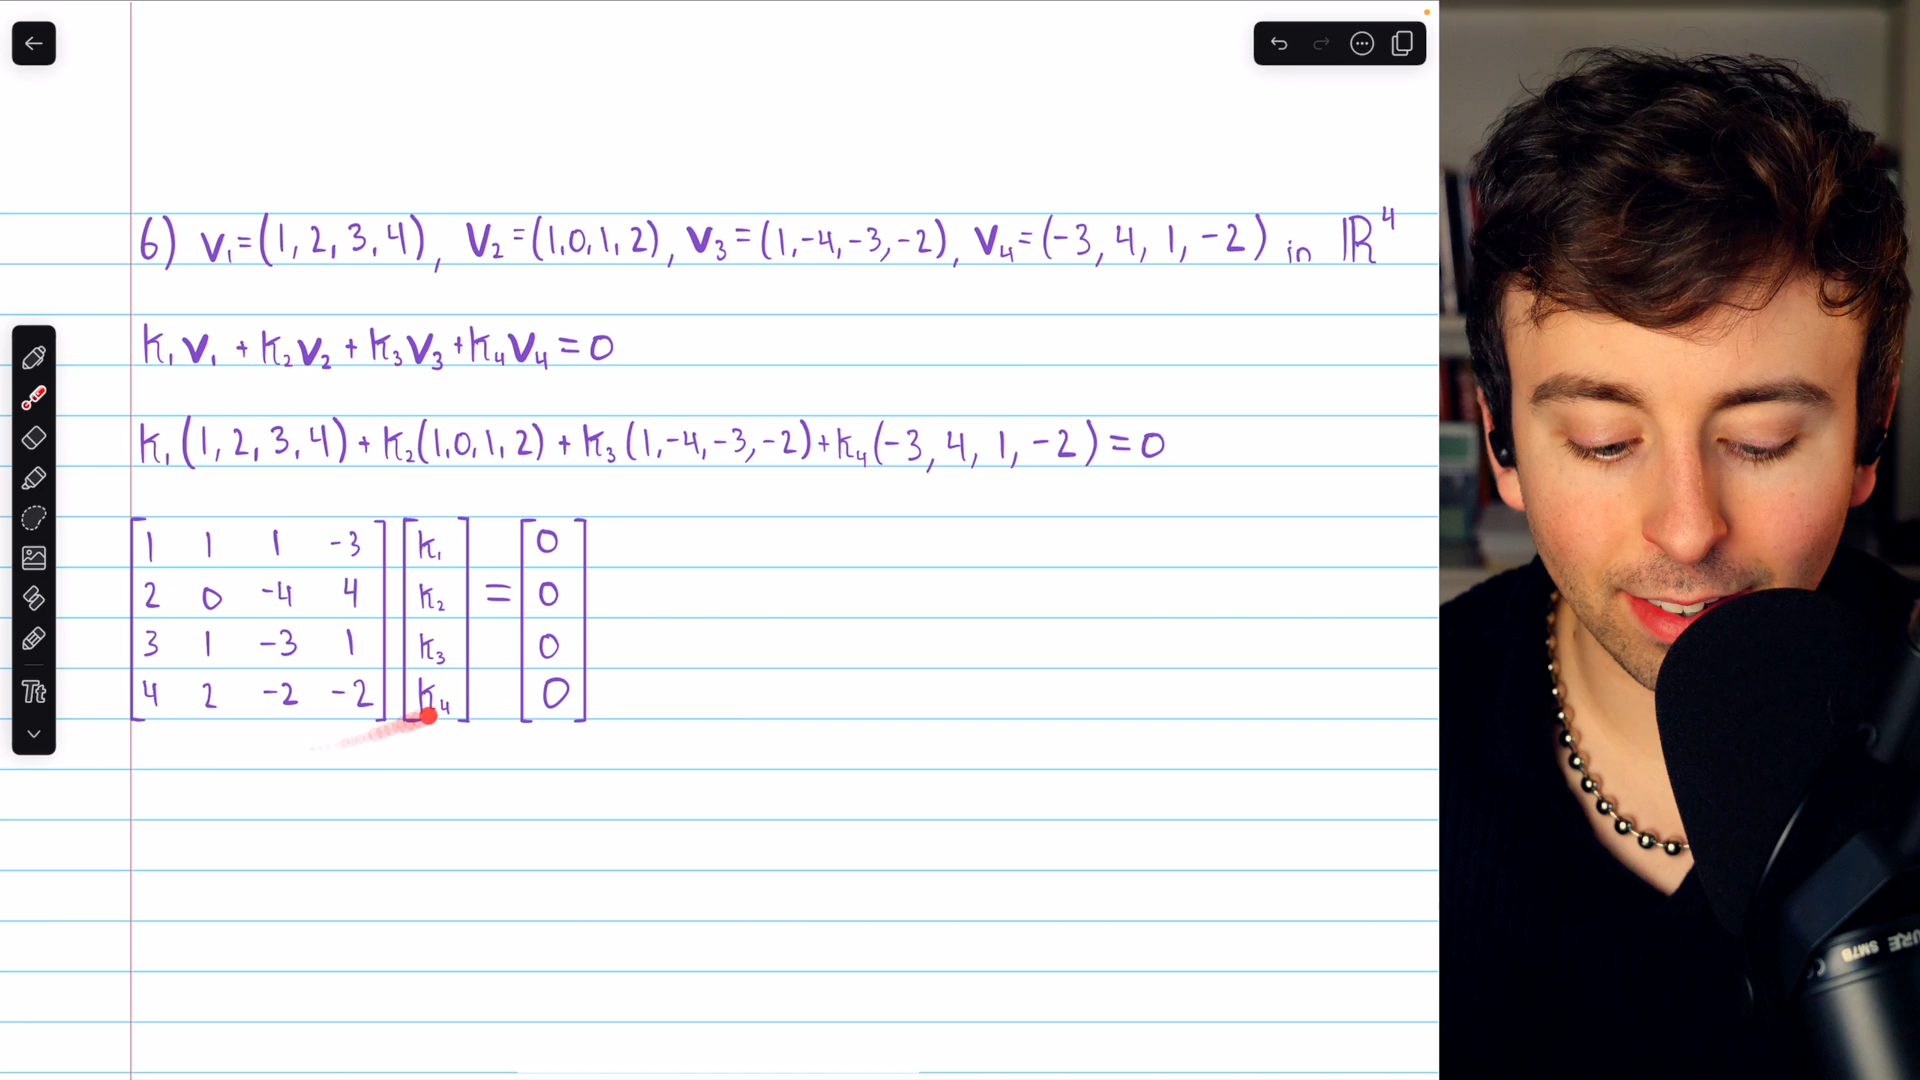 6) v₁=(1,2,3,4), v₂=(1,0,1,2), v₃=(1,-4,-3,-2), v₄=(-3,4,1,-2) in ℝ⁴
k₁v₁ + k₂v₂ + k₃v₃ + k₄v₄ = 0
k₁(1,2,3,4) + k₂(1,0,1,2) + k₃(1,-4,-3,-2) + k₄(-3,4,1,-2) = 0
[1 1 1 -3] [k₁] [0]
[2 0 -4 4] [k₂] = [0]
[3 1 -3 1] [k₃] [0]
[4 2 -2 -2] [k₄] [0]
Tt
SM7B